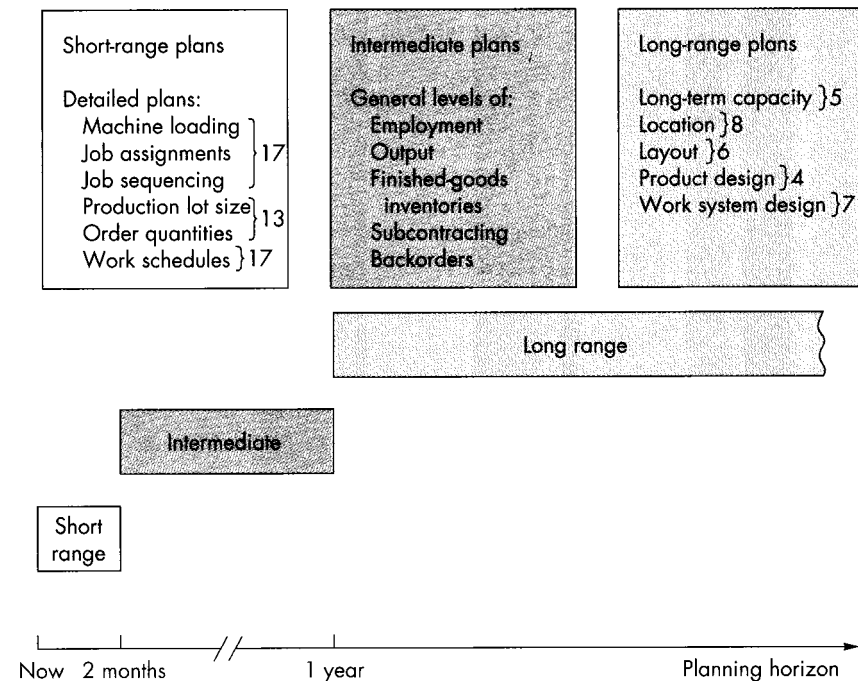 Short-range plans
Detailed plans:
Machine loading
Job assignments }17
Job sequencing
Production lot size
Order quantities }13
Work schedules }17
Intermediate plans
General levels of:
Employment
Output
Finished-goods
inventories
Subcontracting
Backorders
Long-range plans
Long-term capacity }5
Location }8
Layout }6
Product design }4
Work system design }7
Long range
Intermediate
Short
range
Now 2 months 1 year Planning horizon